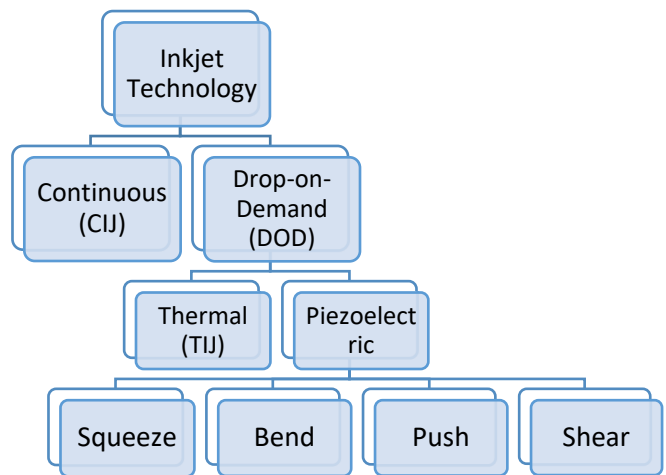 Inkjet
Technology
Continuous
(CIJ)
Drop-on-
Demand
(DOD)
Thermal
(TIJ)
Piezoelect
ric
Squeeze
Bend
Push
Shear